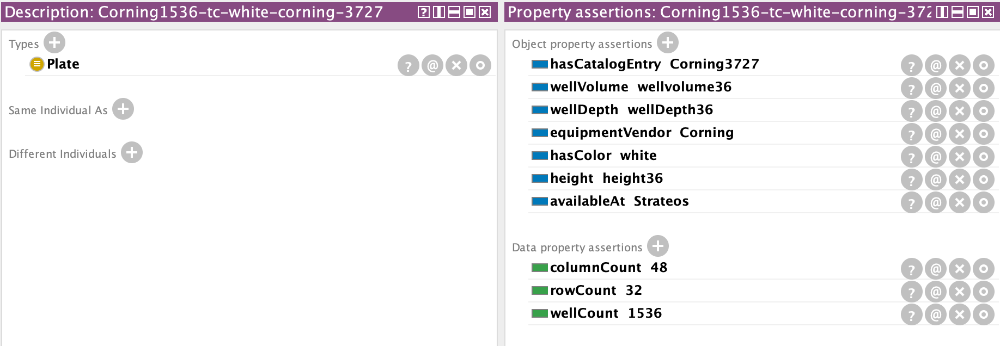 Description: Corning1536-tc-white-corning-3727
Types
Plate
Same Individual As
Different Individuals
Property assertions: Corning1536-tc-white-corning-372
Object property assertions
hasCatalogEntry Corning3727
wellVolume wellvolume36
wellDepth wellDepth36
equipmentVendor Corning
hasColor white
height height36
availableAt Strateos
Data property assertions
columnCount 48
rowCount 32
wellCount 1536